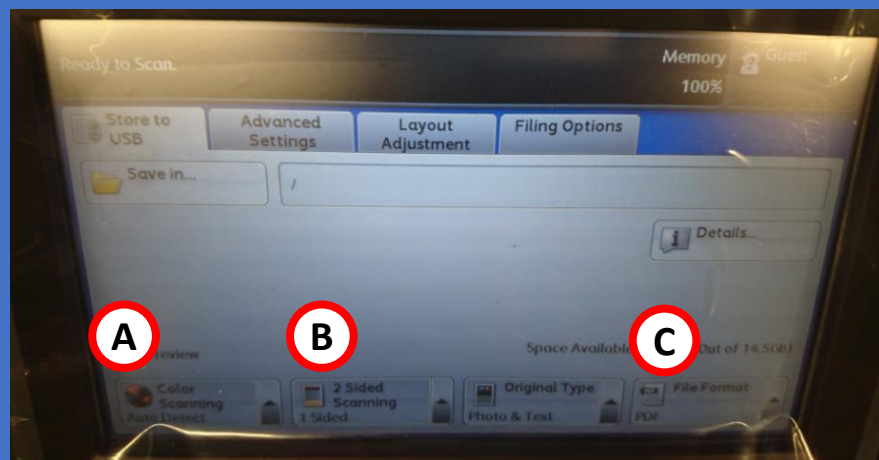 Ready to Scan.
Memory
Guest
100%
Store to
USB
Advanced
Settings
Layout
Adjustment
Filing Options
Save in...
/
Details...
A
B
C
review
Space Available
Out of 14.5GB)
Color
Scanning
Auto Detect
2 Sided
Scanning
1 Sided
Original Type
Photo & Text
File Format
PDF